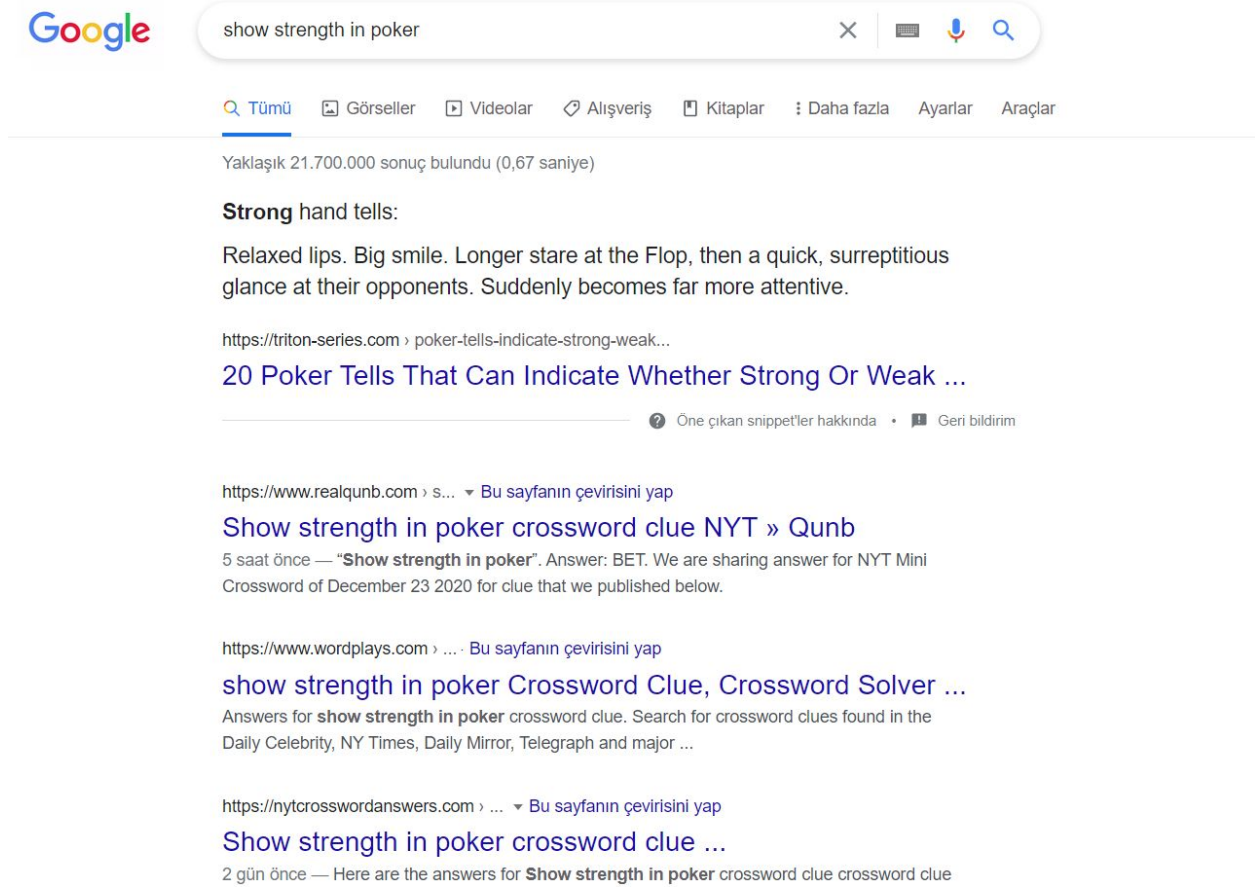 Google
show strength in poker
Tümü Görseller Videolar Alışveriş Kitaplar Daha fazla Ayarlar Araçlar
Yaklaşık 21.700.000 sonuç bulundu (0,67 saniye)
Strong hand tells:
Relaxed lips. Big smile. Longer stare at the Flop, then a quick, surreptitious
glance at their opponents. Suddenly becomes far more attentive.
https://triton-series.com › poker-tells-indicate-strong-weak...
20 Poker Tells That Can Indicate Whether Strong Or Weak ...
Öne çıkan snippet'ler hakkında • Geri bildirim
https://www.realqunb.com › s... Bu sayfanın çevirisini yap
Show strength in poker crossword clue NYT » Qunb
5 saat önce — “Show strength in poker”. Answer: BET. We are sharing answer for NYT Mini
Crossword of December 23 2020 for clue that we published below.
https://www.wordplays.com › ... · Bu sayfanın çevirisini yap
show strength in poker Crossword Clue, Crossword Solver ...
Answers for show strength in poker crossword clue. Search for crossword clues found in the
Daily Celebrity, NY Times, Daily Mirror, Telegraph and major ...
https://nytcrosswordanswers.com › ... Bu sayfanın çevirisini yap
Show strength in poker crossword clue ...
2 gün önce — Here are the answers for Show strength in poker crossword clue crossword clue